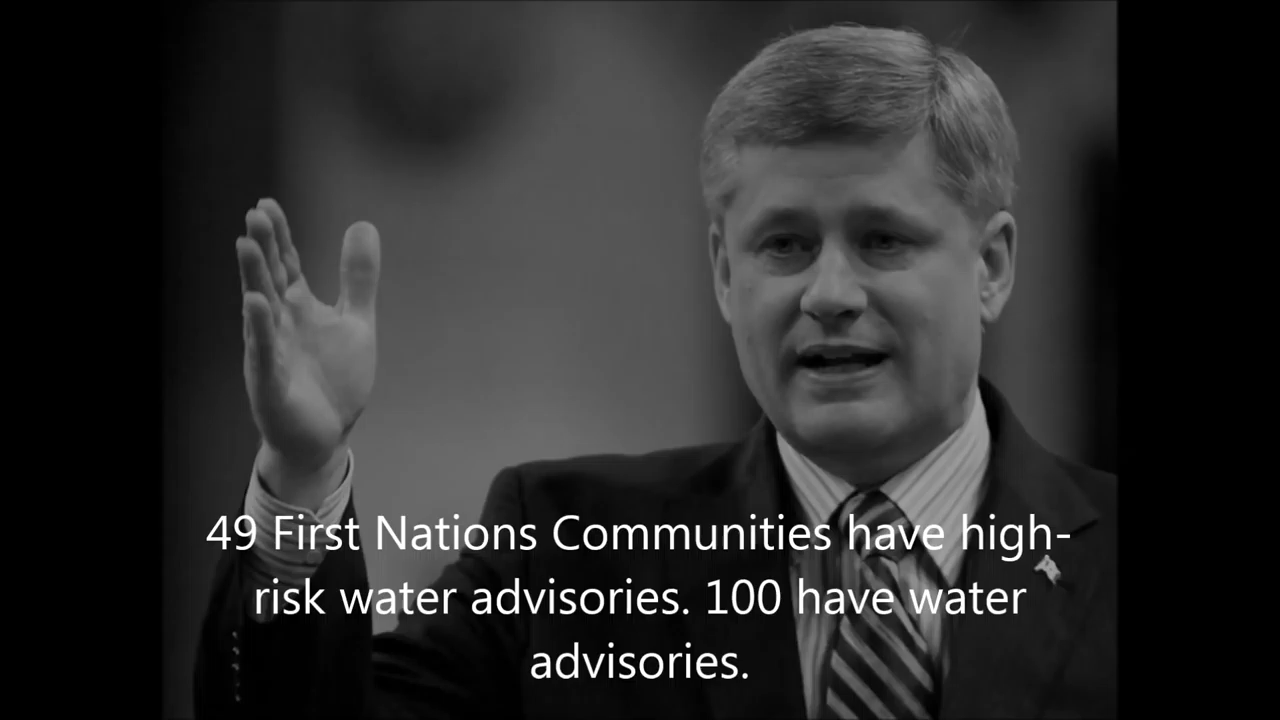 49 First Nations Communities have high-
risk water advisories. 100 have water
advisories.